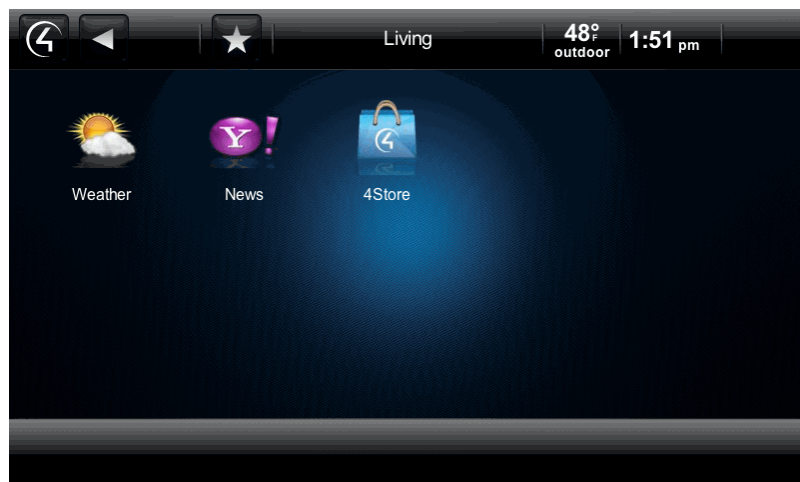 Living
48°F
outdoor
1:51 pm
Y!
Weather
News
4Store